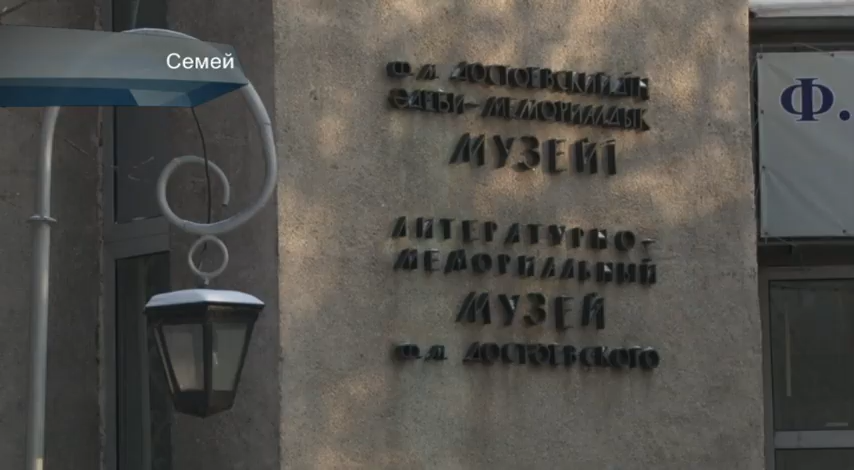 Семей
Ф.М. ДОСТОЕВСКИЙДІҢ
ӘДЕБИ-МЕМОРИАЛДЫҚ
МУЗЕЙІ
ЛИТЕРАТУРНО-
МЕМОРИАЛЬНЫЙ
МУЗЕЙ
Ф.М. ДОСТОЕВСКОГО
Ф.